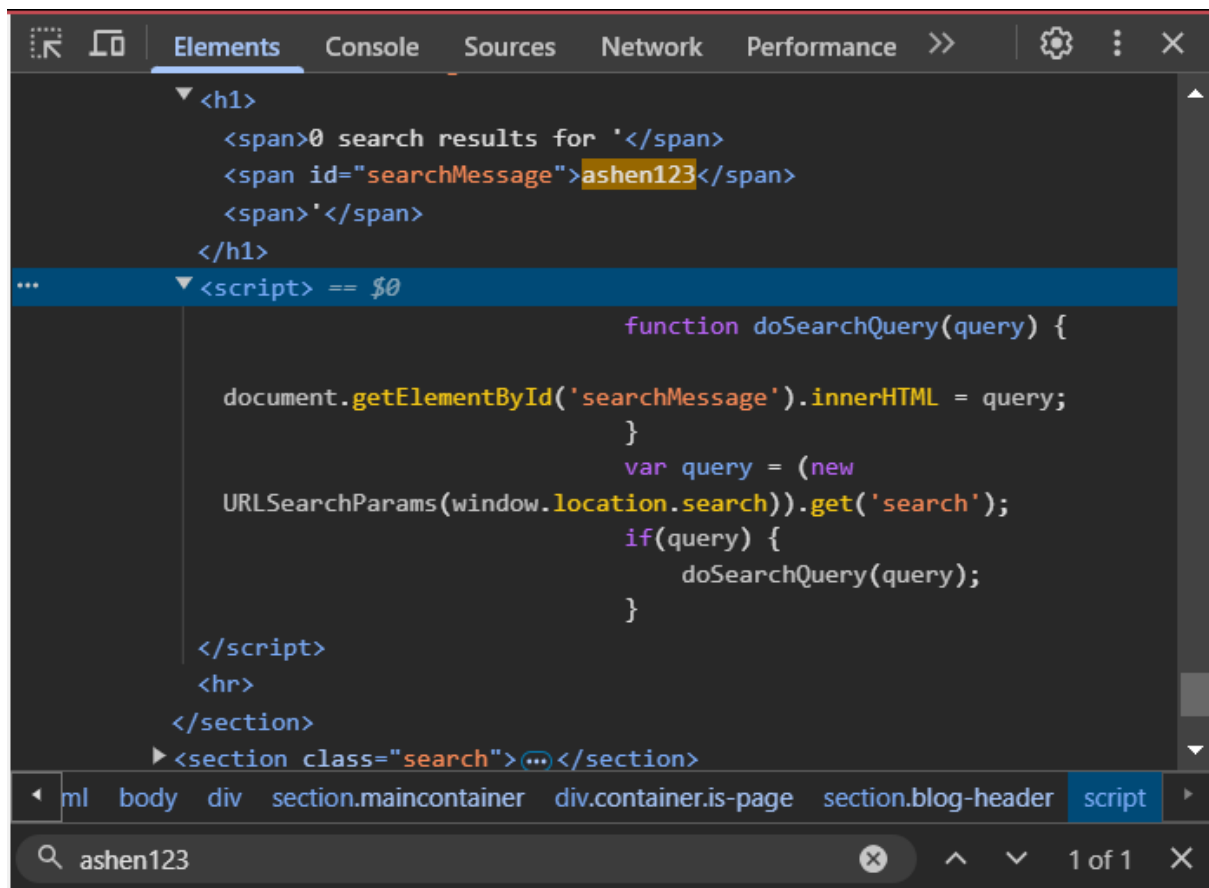 Elements Console Sources Network Performance
<h1>
<span>0 search results for '</span>
<span id="searchMessage">ashen123</span>
<span>'</span>
</h1>
<script> == $0
function doSearchQuery(query) {
document.getElementById('searchMessage').innerHTML = query;
}
var query = (new
URLSearchParams(window.location.search)).get('search');
if(query) {
doSearchQuery(query);
}
</script>
<hr>
</section>
<section class="search">…</section>
ml body div section.maincontainer div.container.is-page section.blog-header script
ashen123 1 of 1